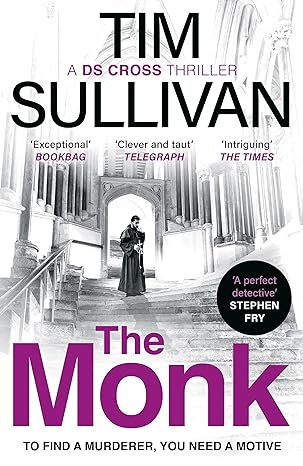 TIM
A DS CROSS THRILLER
SULLIVAN
'Exceptional' 'Clever and taut' 'Intriguing'
BOOKBAG TELEGRAPH THE TIMES
'A perfect
detective'
STEPHEN
FRY
The
Monk
TO FIND A MURDERER, YOU NEED A MOTIVE